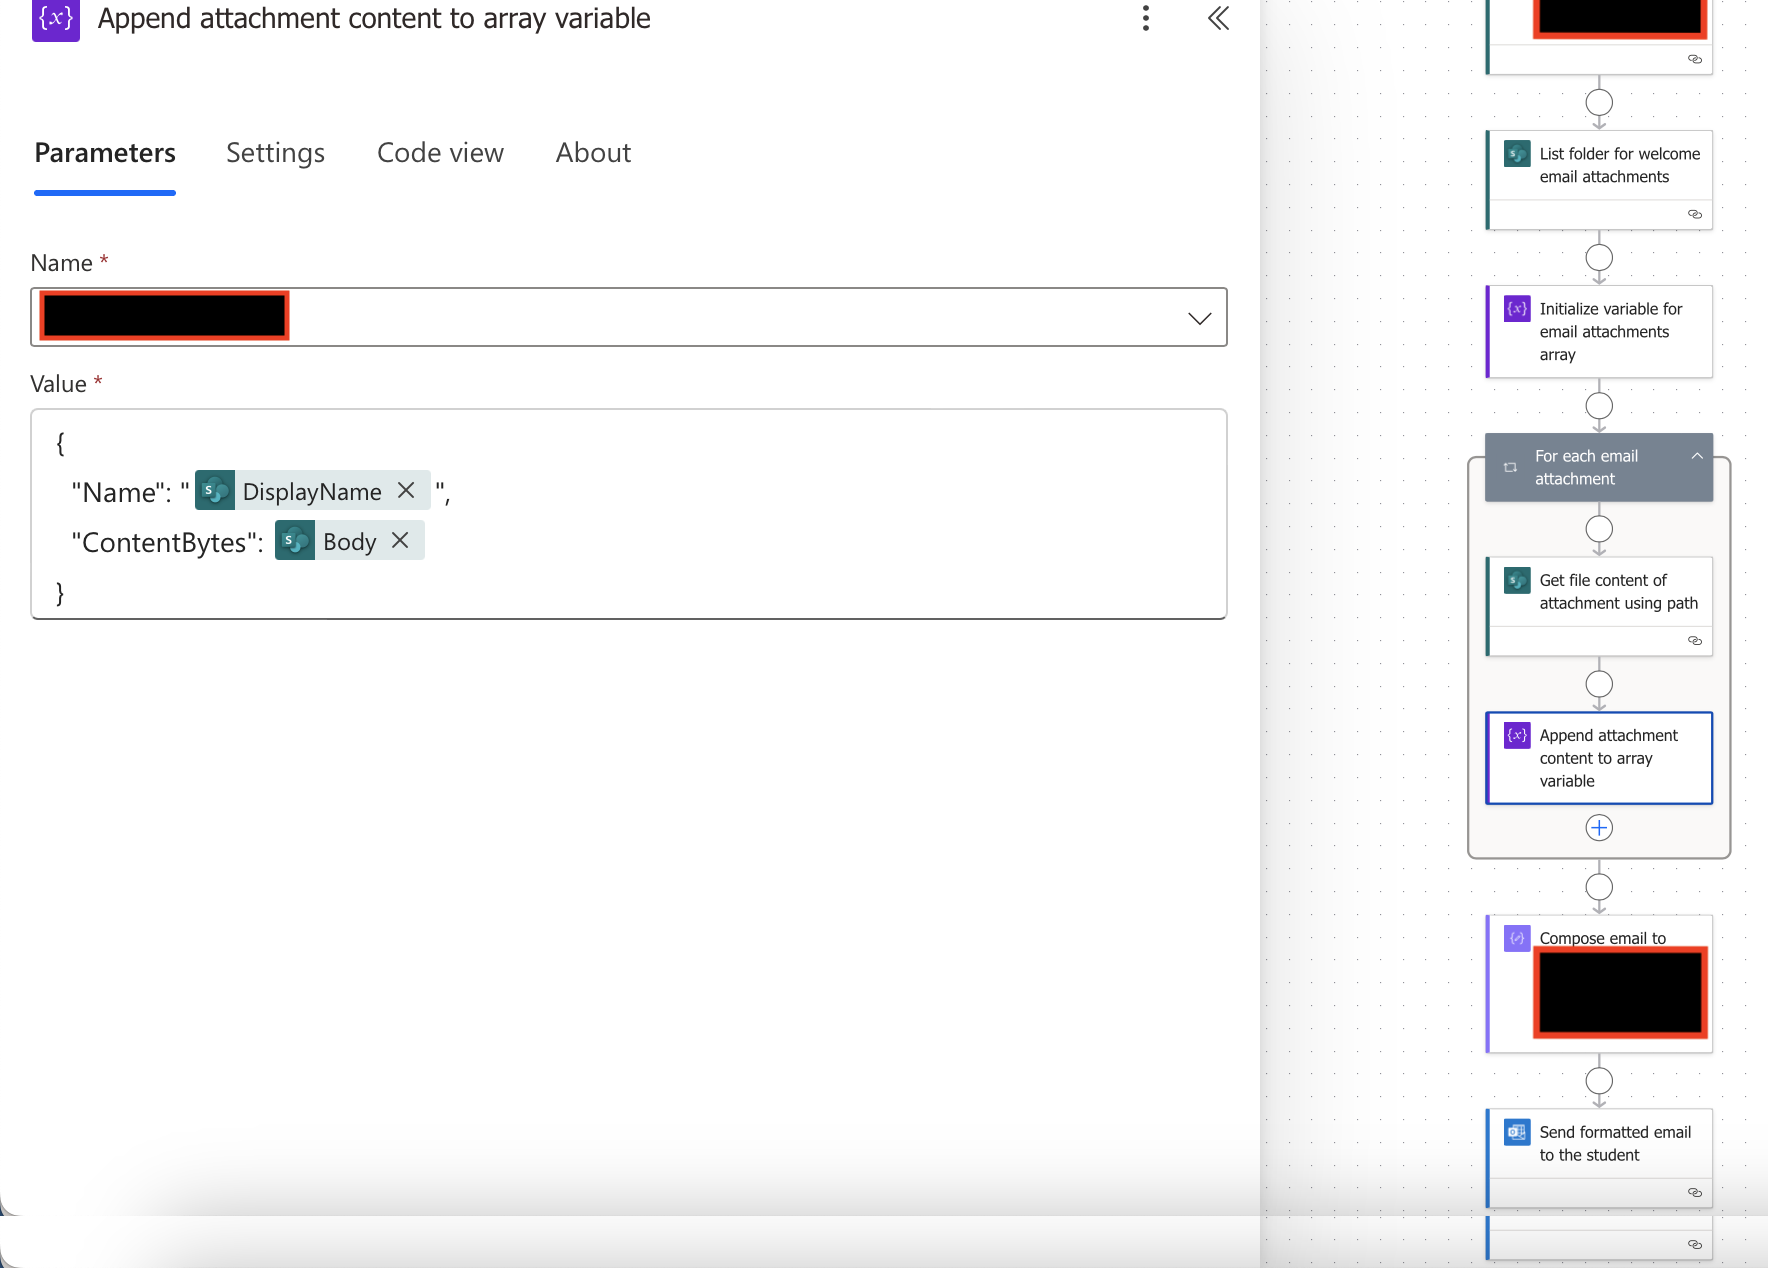 {x} Append attachment content to array variable
Parameters Settings Code view About
Name *
Value *
{
"Name": " DisplayName ",
"ContentBytes": Body
}
List folder for welcome
email attachments
{x} Initialize variable for
email attachments
array
For each email
attachment
Get file content of
attachment using path
{x} Append attachment
content to array
variable
Compose email to
Send formatted email
to the student